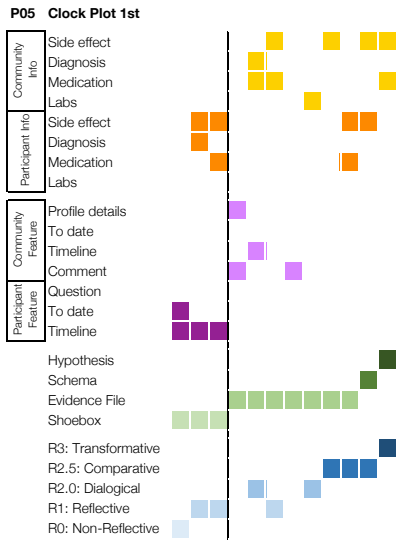 P05 Clock Plot 1st
Community Info
Side effect
Diagnosis
Medication
Labs
Participant Info
Side effect
Diagnosis
Medication
Labs
Community Feature
Profile details
To date
Timeline
Comment
Participant Feature
Question
To date
Timeline
Hypothesis
Schema
Evidence File
Shoebox
R3: Transformative
R2.5: Comparative
R2.0: Dialogical
R1: Reflective
R0: Non-Reflective